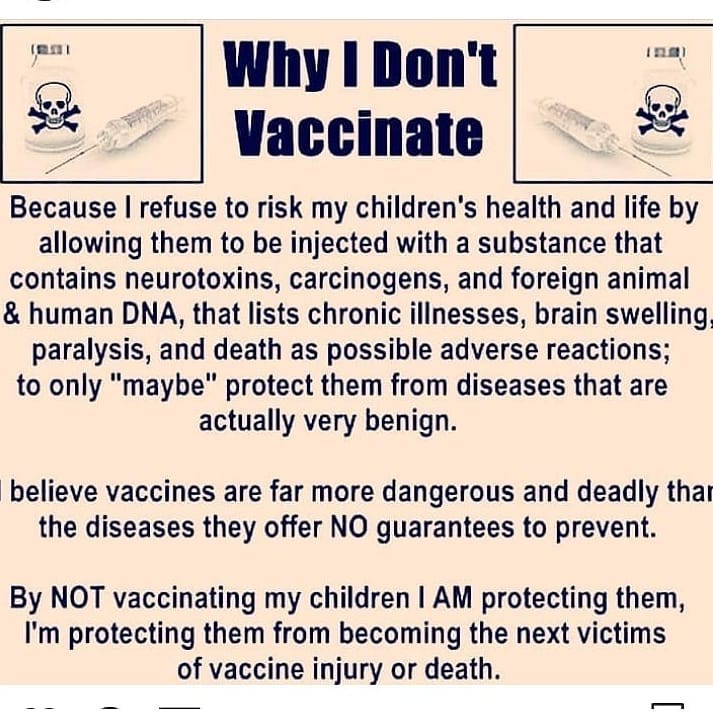 Why I Don't
Vaccinate
Because I refuse to risk my children's health and life by
allowing them to be injected with a substance that
contains neurotoxins, carcinogens, and foreign animal
& human DNA, that lists chronic illnesses, brain swelling,
paralysis, and death as possible adverse reactions;
to only "maybe" protect them from diseases that are
actually very benign.
I believe vaccines are far more dangerous and deadly than
the diseases they offer NO guarantees to prevent.
By NOT vaccinating my children I AM protecting them,
I'm protecting them from becoming the next victims
of vaccine injury or death.